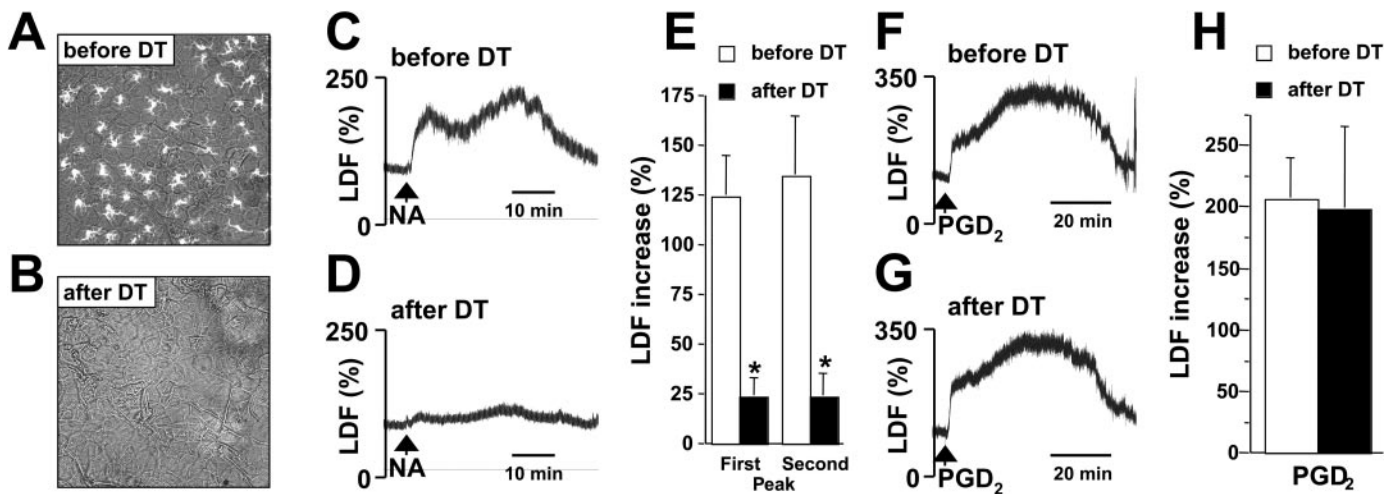 A
before DT
B
after DT
C
before DT
250
LDF (%)
0
NA
10 min
D
after DT
250
LDF (%)
0
NA
10 min
E
before DT
after DT
175
150
125
100
75
50
25
0
LDF increase (%)
*
*
First Second
Peak
F
before DT
350
LDF (%)
0
PGD₂
20 min
G
after DT
350
LDF (%)
0
PGD₂
20 min
H
before DT
after DT
250
200
150
100
50
0
LDF increase (%)
PGD₂